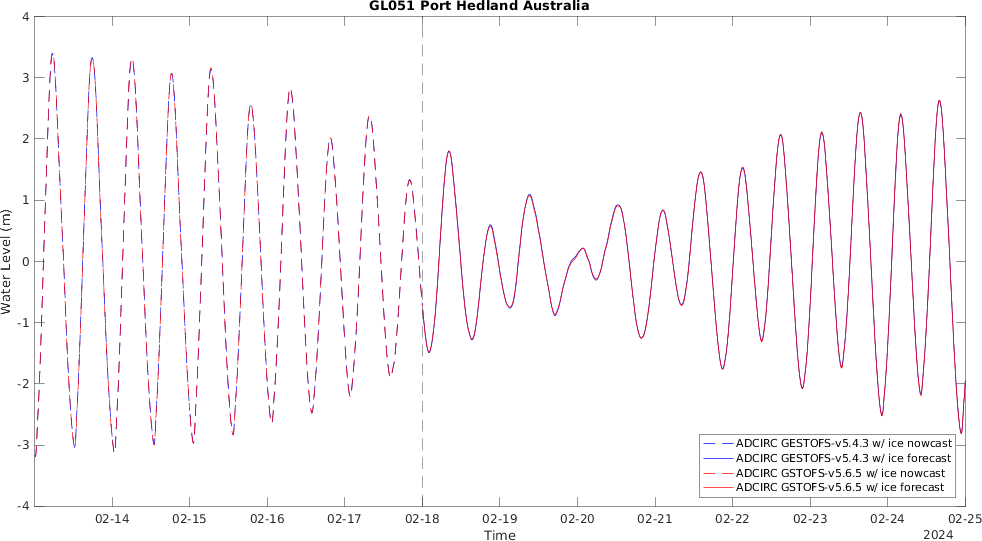 GL051 Port Hedland Australia
4
3
2
1
0
-1
-2
-3
-4
Water Level (m)
02-14 02-15 02-16 02-17 02-18 02-19 02-20 02-21 02-22 02-23 02-24 02-25
Time
2024
ADCIRC GESTOFS-v5.4.3 w/ ice nowcast
ADCIRC GESTOFS-v5.4.3 w/ ice forecast
ADCIRC GSTOFS-v5.6.5 w/ ice nowcast
ADCIRC GSTOFS-v5.6.5 w/ ice forecast